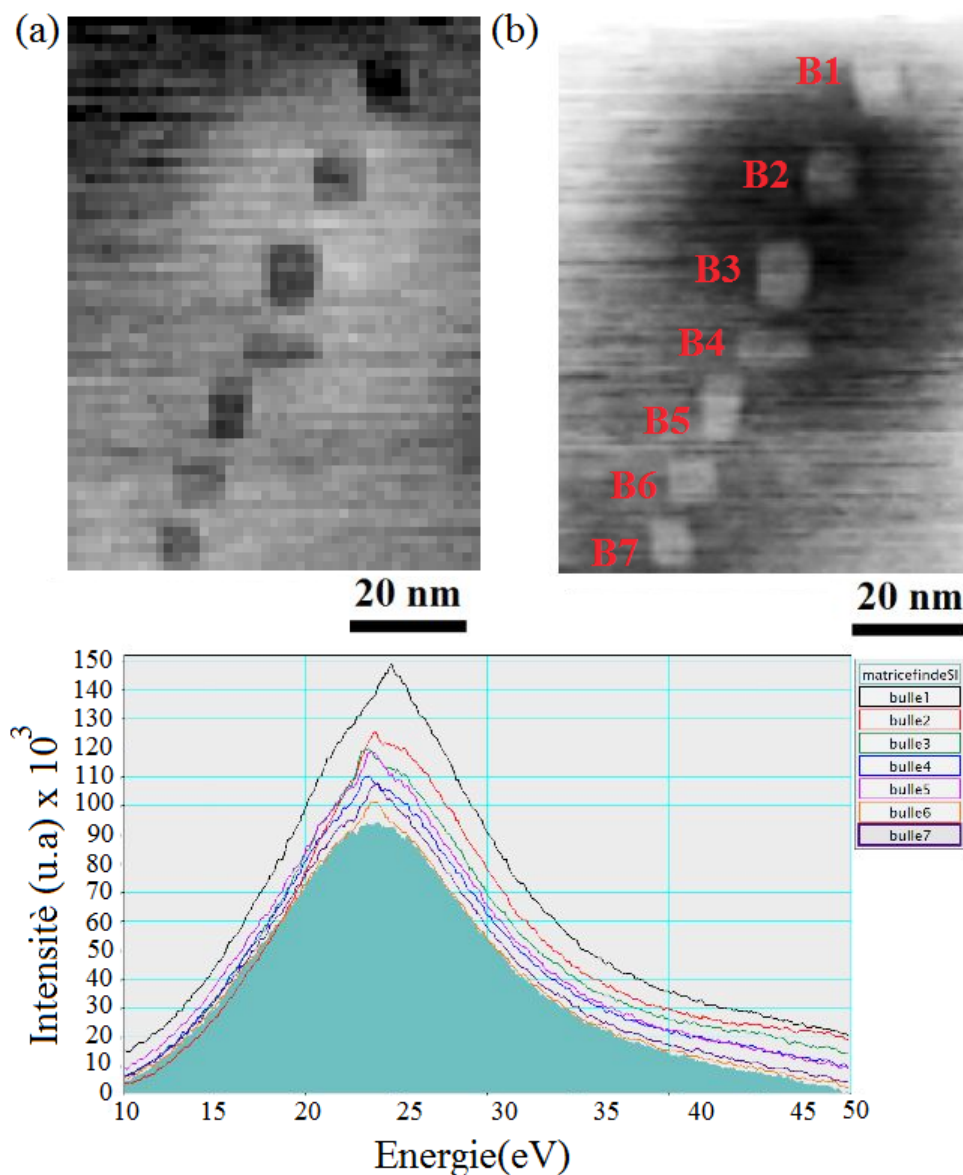 (a)
(b)
B1
B2
B3
B4
B5
B6
B7
20 nm
20 nm
150
140
130
120
110
100
90
80
70
60
50
40
30
20
10
0
10 15 20 25 30 35 40 45 50
Intensitè (u.a) x 10³
Energie(eV)
matricefindeSI
bulle1
bulle2
bulle3
bulle4
bulle5
bulle6
bulle7